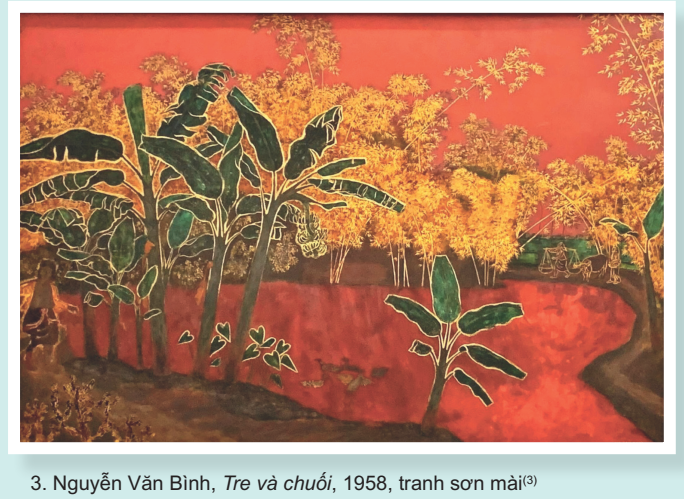 3. Nguyễn Văn Bình, Tre và chuối, 1958, tranh sơn mài(3)